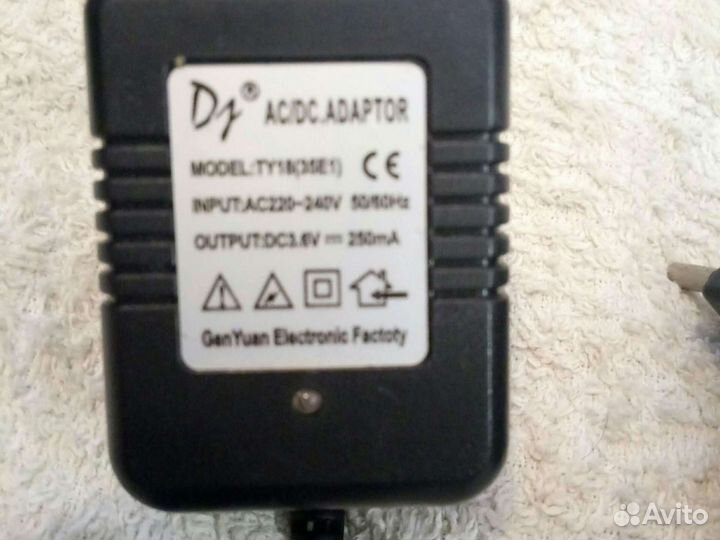 Dy® AC/DC.ADAPTOR
MODEL:TY18(35E1) CE
INPUT:AC220~240V 50/60Hz
OUTPUT:DC3.6V 250mA
GenYuan Electronic Factoty
Avito